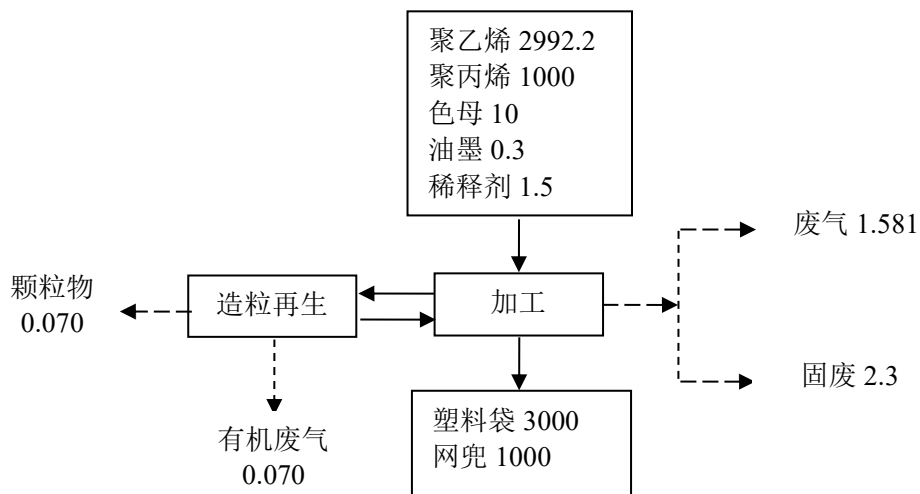 聚乙烯 2992.2
聚丙烯 1000
色母 10
油墨 0.3
稀释剂 1.5
废气 1.581
颗粒物
0.070
造粒再生
加工
固废 2.3
有机废气
0.070
塑料袋 3000
网兜 1000